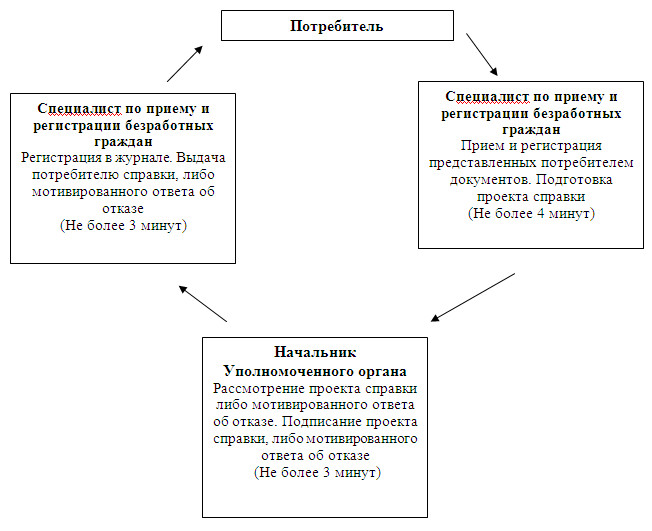 Потребитель
Специалист по приему и
регистрации безработных
граждан
Регистрация в журнале. Выдача
потребителю справки, либо
мотивированного ответа об
отказе
(Не более 3 минут)
Специалист по приему и
регистрации безработных
граждан
Прием и регистрация
представленных потребителем
документов. Подготовка
проекта справки
(Не более 4 минут)
Начальник
Уполномоченного органа
Рассмотрение проекта справки
либо мотивированного ответа
об отказе. Подписание проекта
справки, либо мотивированного
ответа об отказе
(Не более 3 минут)